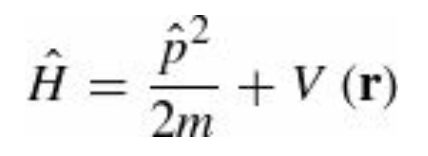 Ĥ = p̂²/2m + V (r)